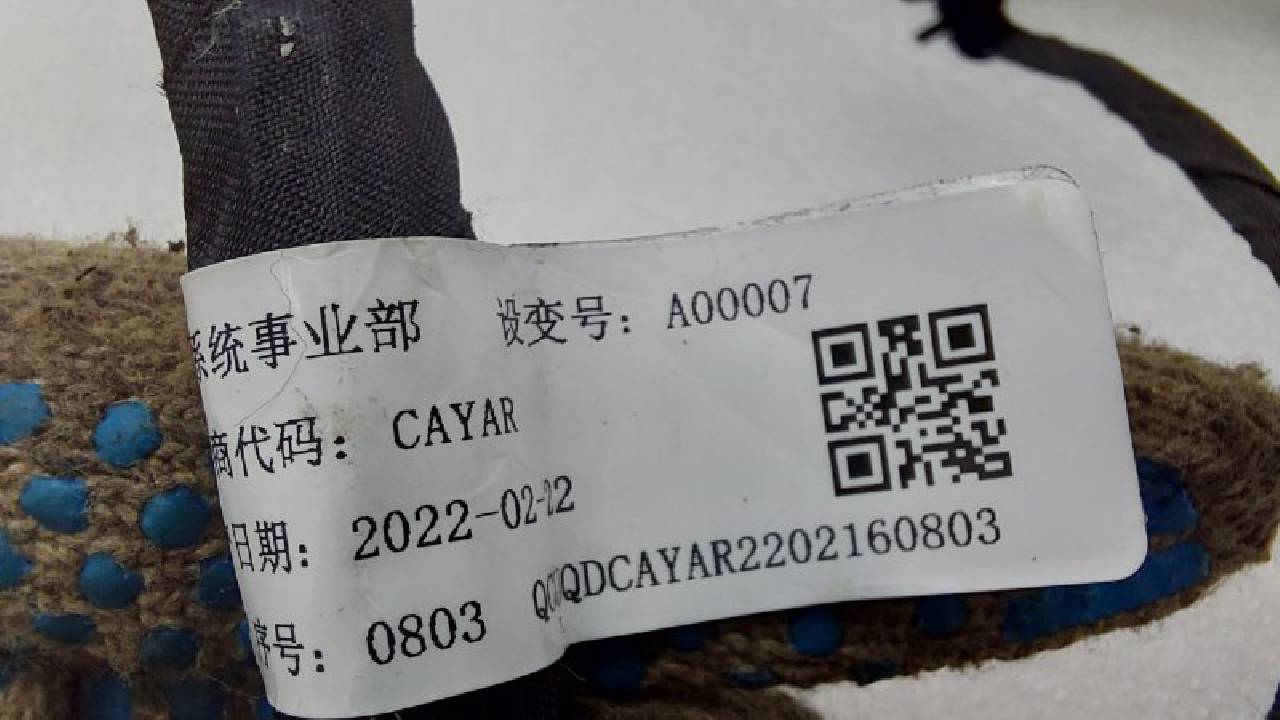 系统事业部 设变号：A00007
商代码：CAYAR
日期：2022-02-22
序号：0803
QDCAYAR2202160803